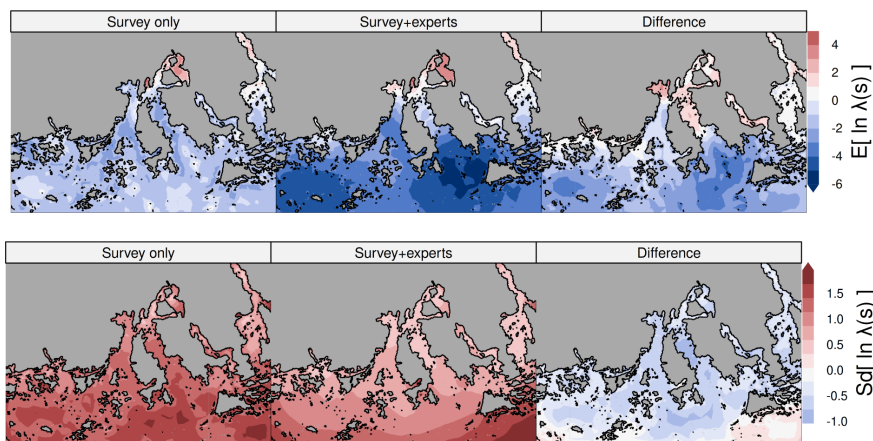 Survey only
Survey+experts
Difference
4
2
0
-2
-4
-6
E[ ln λ(s) ]
Survey only
Survey+experts
Difference
1.5
1.0
0.5
0.0
-0.5
-1.0
Sd[ ln λ(s) ]